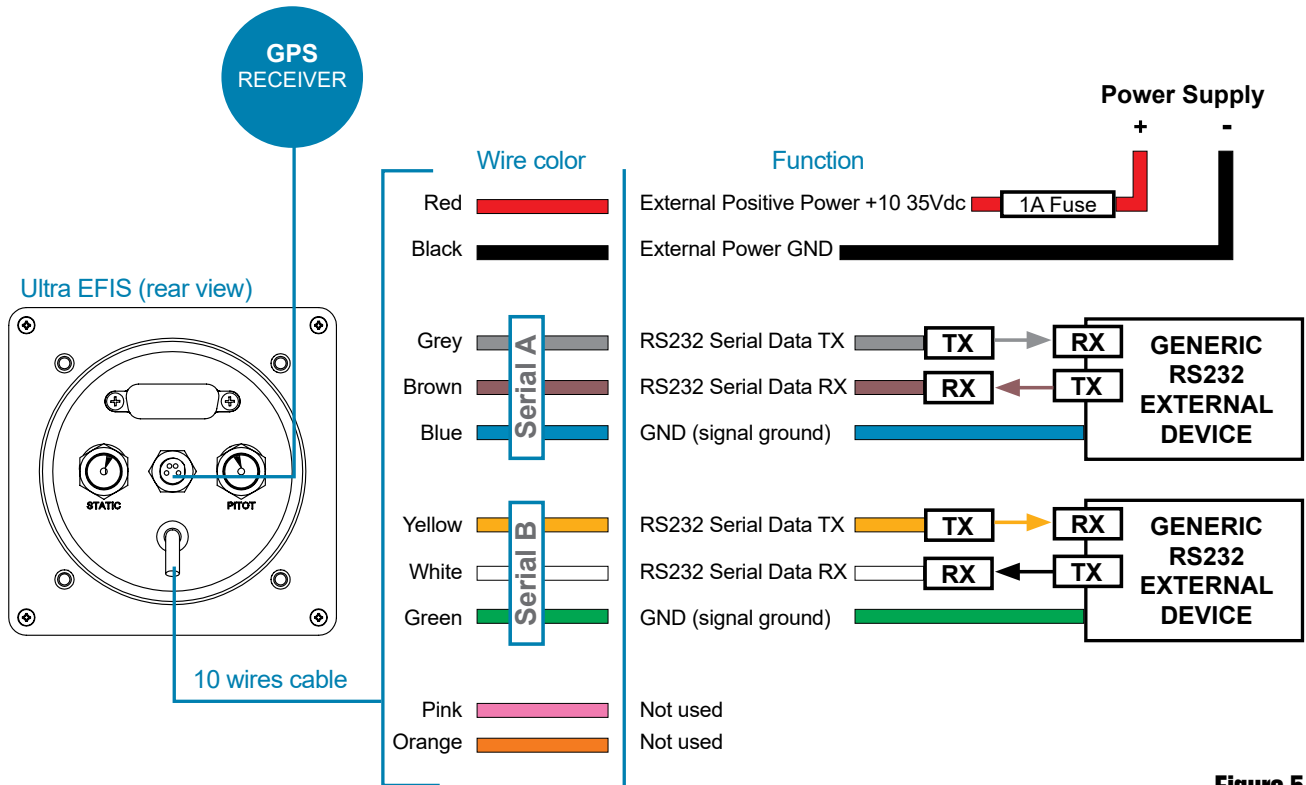 GPS
RECEIVER
Power Supply
+ -
Wire color Function
Red External Positive Power +10 35Vdc 1A Fuse
Black External Power GND
Ultra EFIS (rear view)
STATIC PITOT
Serial A
Grey RS232 Serial Data TX TX RX
Brown RS232 Serial Data RX RX TX
Blue GND (signal ground)
GENERIC
RS232
EXTERNAL
DEVICE
Serial B
Yellow RS232 Serial Data TX TX RX
White RS232 Serial Data RX RX TX
Green GND (signal ground)
GENERIC
RS232
EXTERNAL
DEVICE
10 wires cable
Pink Not used
Orange Not used
Figure 5